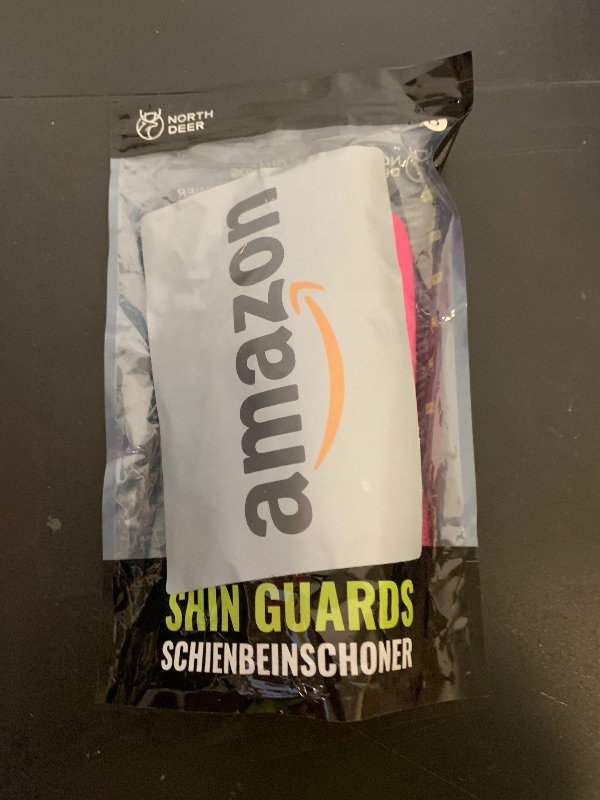 NORTH
DEER
amazon
SHIN GUARDS
SCHIENBEINSCHONER